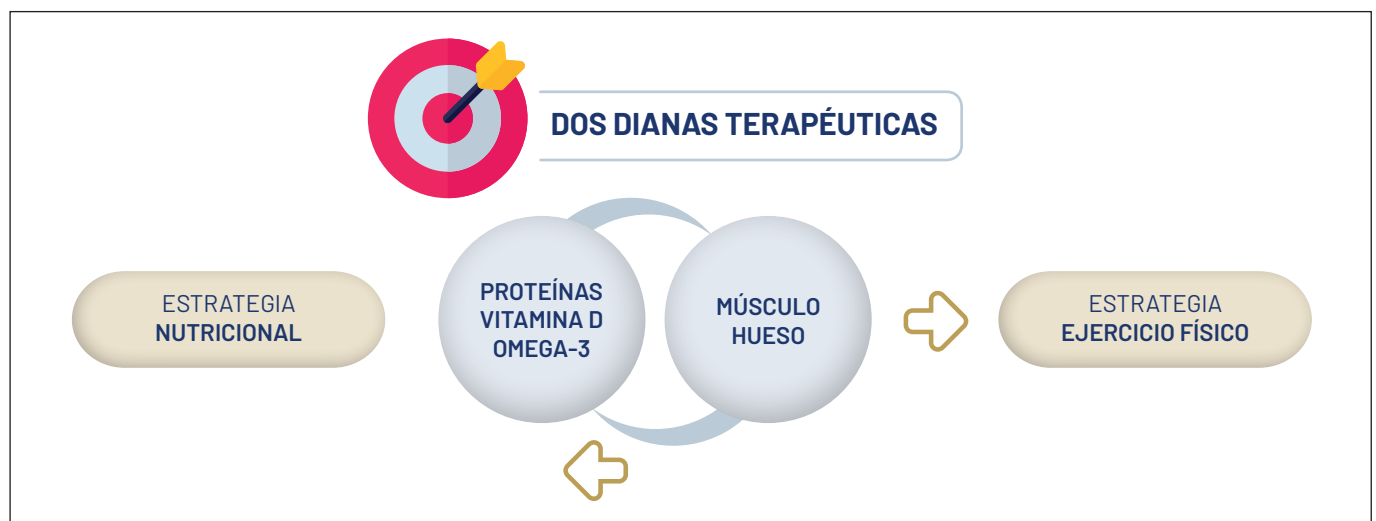 DOS DIANAS TERAPÉUTICAS
ESTRATEGIA
NUTRICIONAL
PROTEÍNAS
VITAMINA D
OMEGA-3
MÚSCULO
HUESO
ESTRATEGIA
EJERCICIO FÍSICO